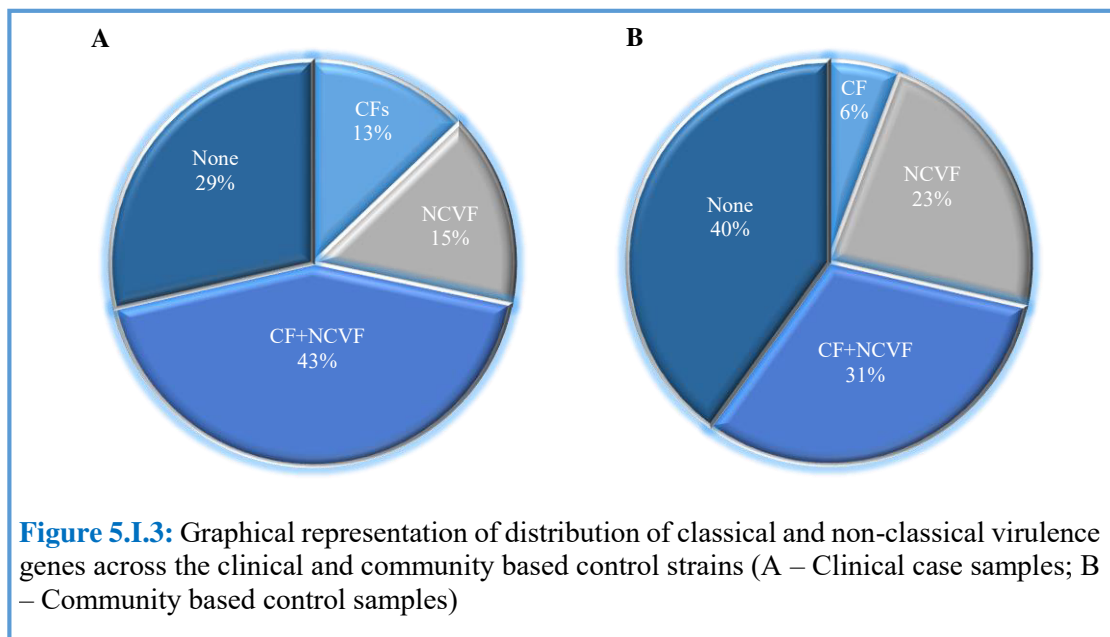 A
CFs
13%
None
29%
NCVF
15%
CF+NCVF
43%
B
CF
6%
NCVF
23%
None
40%
CF+NCVF
31%
Figure 5.I.3: Graphical representation of distribution of classical and non-classical virulence
genes across the clinical and community based control strains (A – Clinical case samples; B
– Community based control samples)